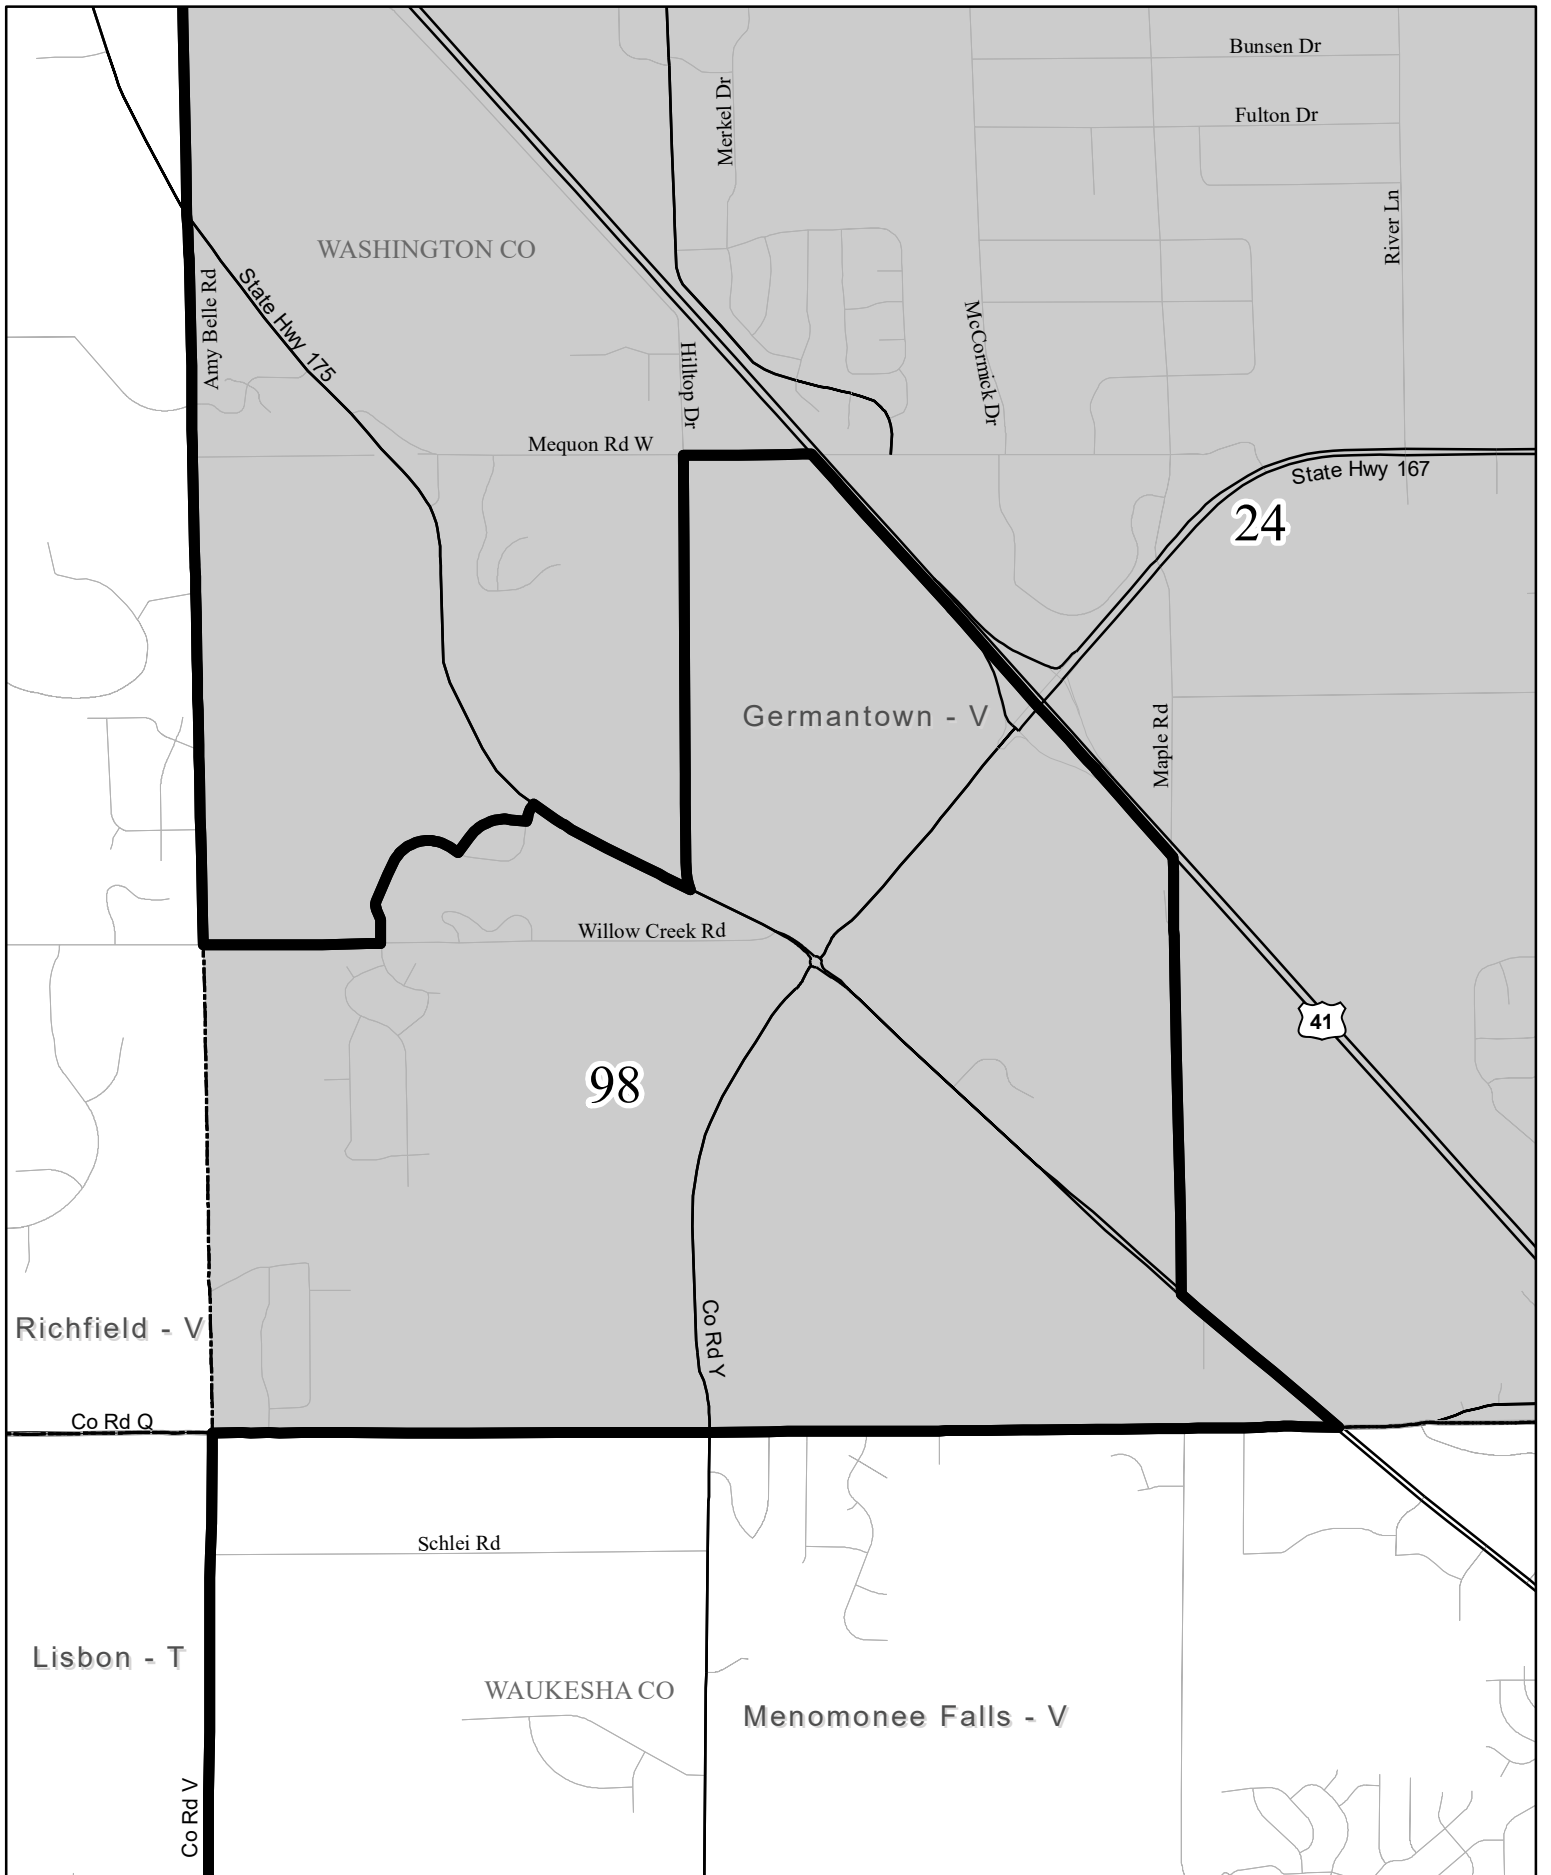 Bunsen Dr
Merkel Dr
Fulton Dr
River Ln
WASHINGTON CO
Amy Belle Rd
State Hwy 175
McCormick Dr
Hilltop Dr
Mequon Rd W
State Hwy 167
24
Germantown - V
Maple Rd
Willow Creek Rd
41
98
Richfield - V
Co Rd Y
Co Rd Q
Schlei Rd
Lisbon - T
WAUKESHA CO
Menomonee Falls - V
Co Rd V